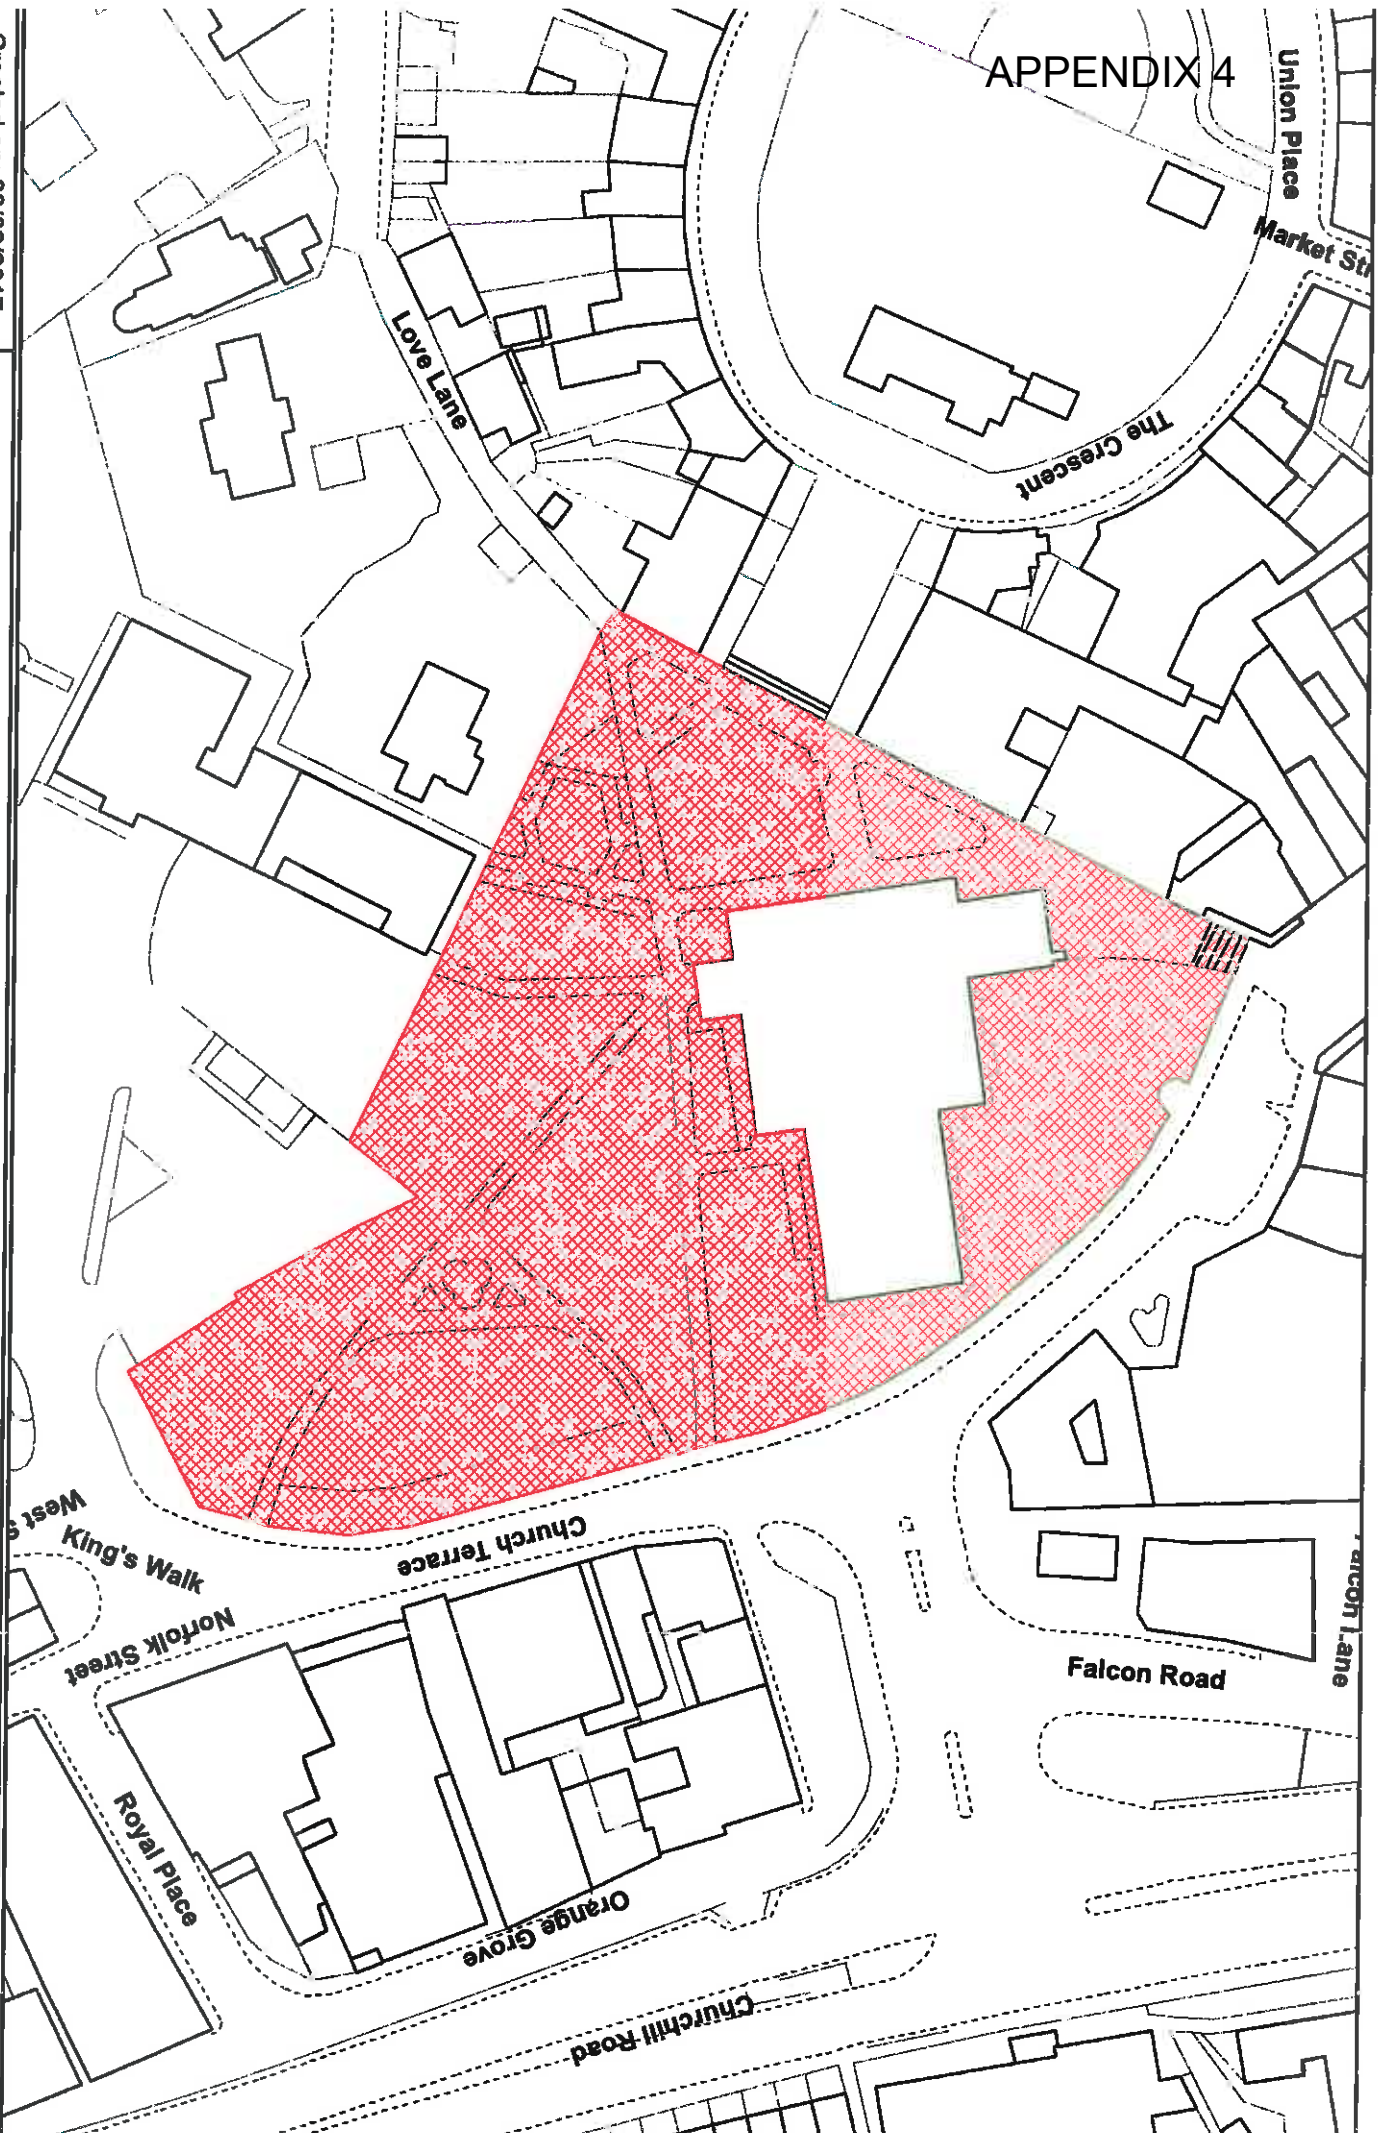 APPENDIX 4
Union Place
Market Str
Love Lane
The Crescent
West S
King's Walk
Church Terrace
Norfolk Street
Falcon Road
Falcon Lane
Royal Place
Orange Grove
Churchill Road